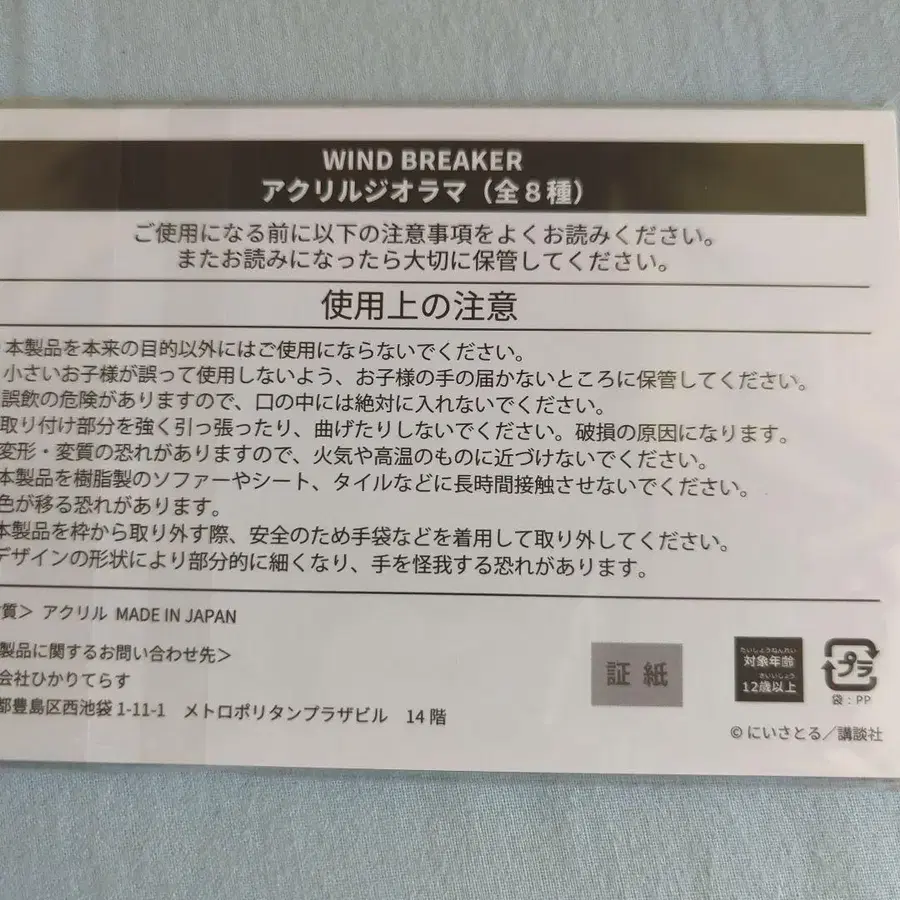 WIND BREAKER
アクリルジオラマ（全８種）
ご使用になる前に以下の注意事項をよくお読みください。
またお読みになったら大切に保管してください。
使用上の注意
本製品を本来の目的以外にはご使用にならないでください。
小さいお子様が誤って使用しないよう、お子様の手の届かないところに保管してください。
誤飲の危険がありますので、口の中には絶対に入れないでください。
取り付け部分を強く引っ張ったり、曲げたりしないでください。破損の原因になります。
変形・変質の恐れがありますので、火気や高温のものに近づけないでください。
本製品を樹脂製のソファーやシート、タイルなどに長時間接触させないでください。
色が移る恐れがあります。
本製品を枠から取り外す際、安全のため手袋などを着用して取り外してください。
デザインの形状により部分的に細くなり、手を怪我する恐れがあります。
質＞ アクリル MADE IN JAPAN
製品に関するお問い合わせ先＞
会社ひかりてらす
都豊島区西池袋 1-11-1 メトロポリタンプラザビル 14 階
証 紙
たいしょうねんれい
対象年齢
さいいじょう
12歳以上
プラ
袋：PP
© にいさとる／講談社